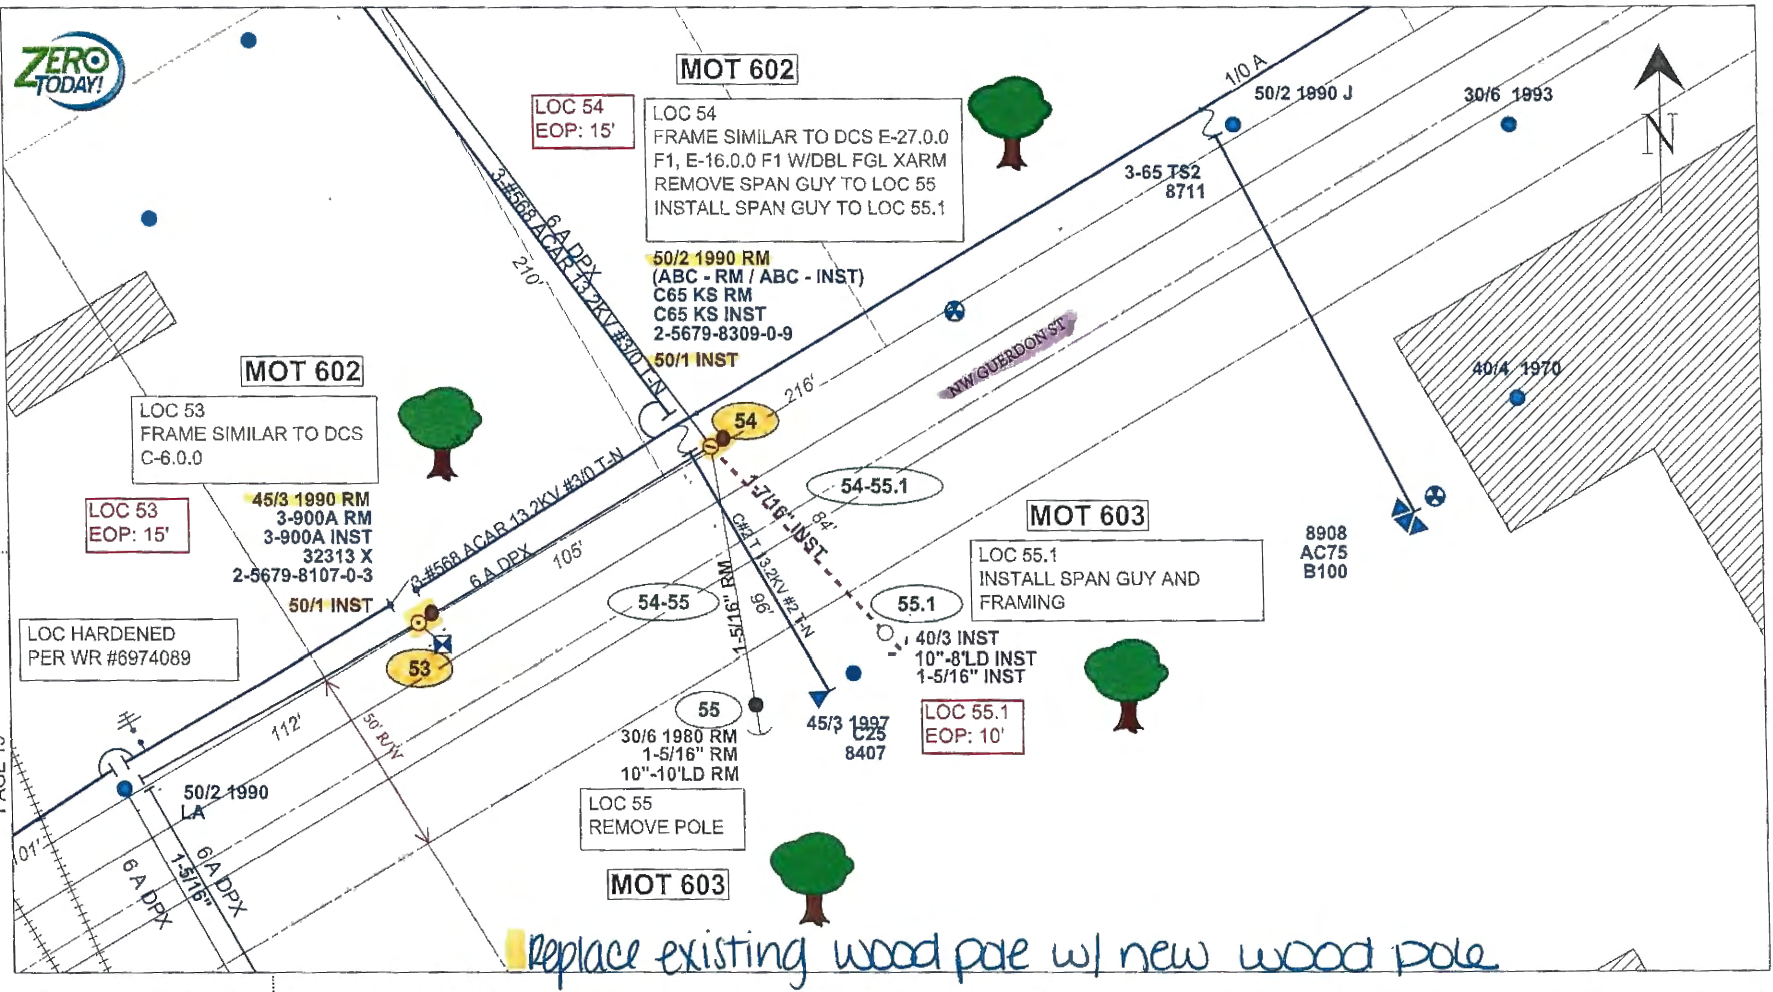 ZERO
TODAY!
MOT 602
LOC 54
EOP: 15'
LOC 54
FRAME SIMILAR TO DCS E-27.0.0
F1, E-16.0.0 F1 W/DBL FGL XARM
REMOVE SPAN GUY TO LOC 55
INSTALL SPAN GUY TO LOC 55.1
50/2 1990 RM
(ABC - RM / ABC - INST)
C65 KS RM
C65 KS INST
2-5679-8309-0-9
50/1 INST
1/0 A
50/2 1990 J
30/6 1993
N
3-65 TS2
8711
3-#568 ACAR 13.2KV #3/0 T-N
6 A DPX
210'
NW GUERDON ST
40/4 1970
MOT 602
LOC 53
FRAME SIMILAR TO DCS
C-6.0.0
LOC 53
EOP: 15'
45/3 1990 RM
3-900A RM
3-900A INST
32313 X
2-5679-8107-0-3
50/1 INST
LOC HARDENED
PER WR #6974089
216'
54
3-#568 ACAR 13.2KV #3/0 T-N
6 A DPX
105'
54-55.1
1-7/16" INST
84'
C#2 T 13.2KV #2 T-N
96'
1-5/16" RM
54-55
53
MOT 603
LOC 55.1
INSTALL SPAN GUY AND
FRAMING
8908
AC75
B100
55.1
40/3 INST
10"-8'LD INST
1-5/16" INST
LOC 55.1
EOP: 10'
55
30/6 1980 RM
1-5/16" RM
10"-10'LD RM
45/3 1997
C25
8407
LOC 55
REMOVE POLE
MOT 603
112'
50' R/W
50/2 1990
LA
01'
6 A DPX
1-5/16"
6 A DPX
Replace existing wood pole w/ new wood pole